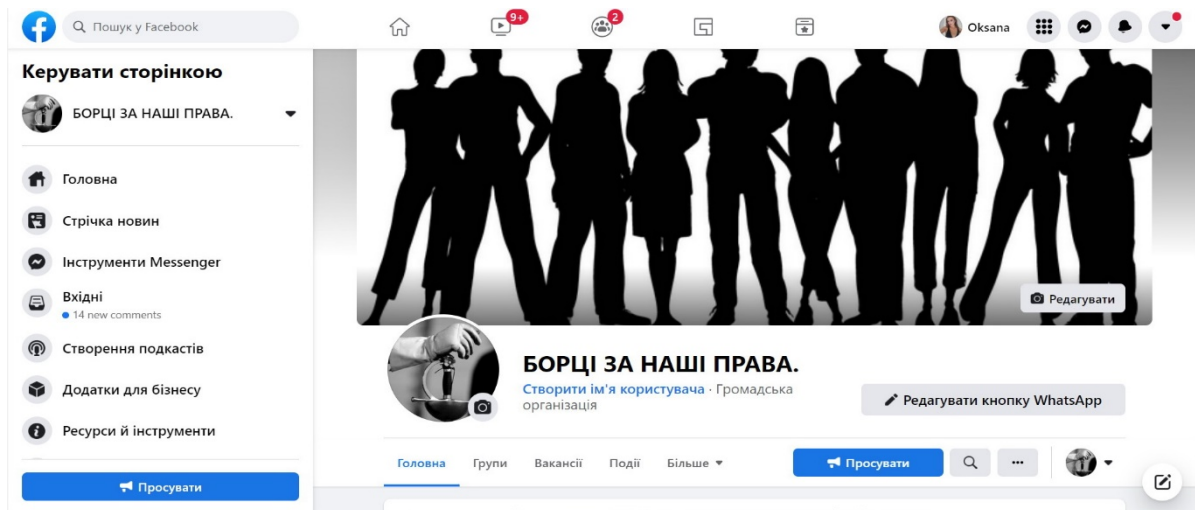 Пошук у Facebook
9+
2
Oksana
Керувати сторінкою
БОРЦІ ЗА НАШІ ПРАВА.
Головна
Стрічка новин
Інструменти Messenger
Вхідні
14 new comments
Створення подкастів
Додатки для бізнесу
Ресурси й інструменти
Просувати
Редагувати
БОРЦІ ЗА НАШІ ПРАВА.
Створити ім'я користувача · Громадська
організація
Редагувати кнопку WhatsApp
Головна Групи Вакансії Події Більше
Просувати